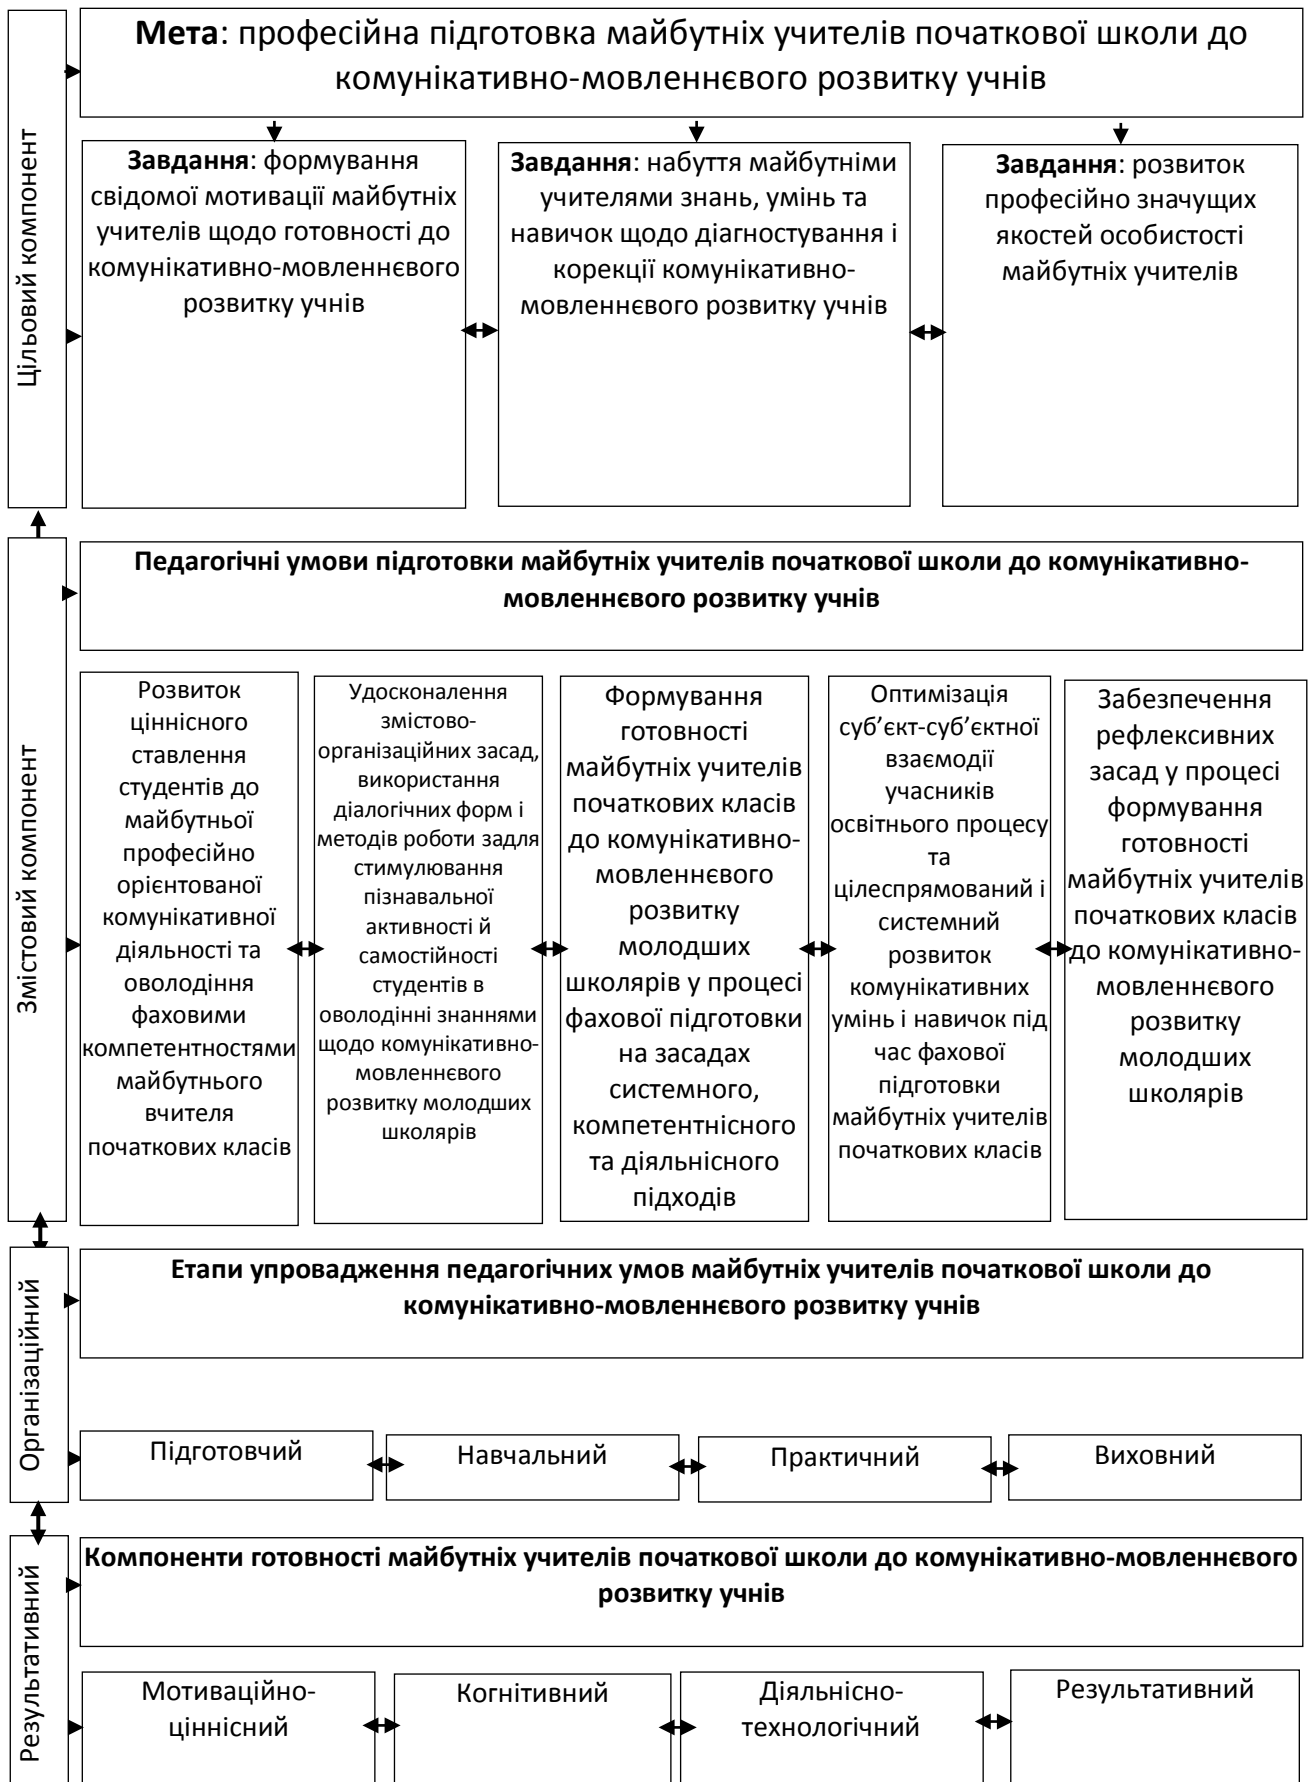 Цільовий компонент
Мета: професійна підготовка майбутніх учителів початкової школи до
комунікативно-мовленнєвого розвитку учнів
Завдання: формування
свідомої мотивації майбутніх
учителів щодо готовності до
комунікативно-мовленнєвого
розвитку учнів
Завдання: набуття майбутніми
учителями знань, умінь та
навичок щодо діагностування і
корекції комунікативно-
мовленнєвого розвитку учнів
Завдання: розвиток
професійно значущих
якостей особистості
майбутніх учителів
Змістовий компонент
Педагогічні умови підготовки майбутніх учителів початкової школи до комунікативно-
мовленнєвого розвитку учнів
Розвиток
ціннісного
ставлення
студентів до
майбутньої
професійно
орієнтованої
комунікативної
діяльності та
оволодіння
фаховими
компетентностями
майбутнього
вчителя
початкових класів
Удосконалення
змістово-
організаційних засад,
використання
діалогічних форм і
методів роботи задля
стимулювання
пізнавальної
активності й
самостійності
студентів в
оволодінні знаннями
щодо комунікативно-
мовленнєвого
розвитку молодших
школярів
Формування
готовності
майбутніх учителів
початкових класів
до комунікативно-
мовленнєвого
розвитку
молодших
школярів у процесі
фахової підготовки
на засадах
системного,
компетентнісного
та діяльнісного
підходів
Оптимізація
суб’єкт-суб’єктної
взаємодії
учасників
освітнього процесу
та
цілеспрямований і
системний
розвиток
комунікативних
умінь і навичок під
час фахової
підготовки
майбутніх учителів
початкових класів
Забезпечення
рефлексивних
засад у процесі
формування
готовності
майбутніх учителів
початкових класів
до комунікативно-
мовленнєвого
розвитку
молодших
школярів
Організаційний
Етапи упровадження педагогічних умов майбутніх учителів початкової школи до
комунікативно-мовленнєвого розвитку учнів
Підготовчий
Навчальний
Практичний
Виховний
Результативний
Компоненти готовності майбутніх учителів початкової школи до комунікативно-мовленнєвого
розвитку учнів
Мотиваційно-
ціннісний
Когнітивний
Діяльнісно-
технологічний
Результативний